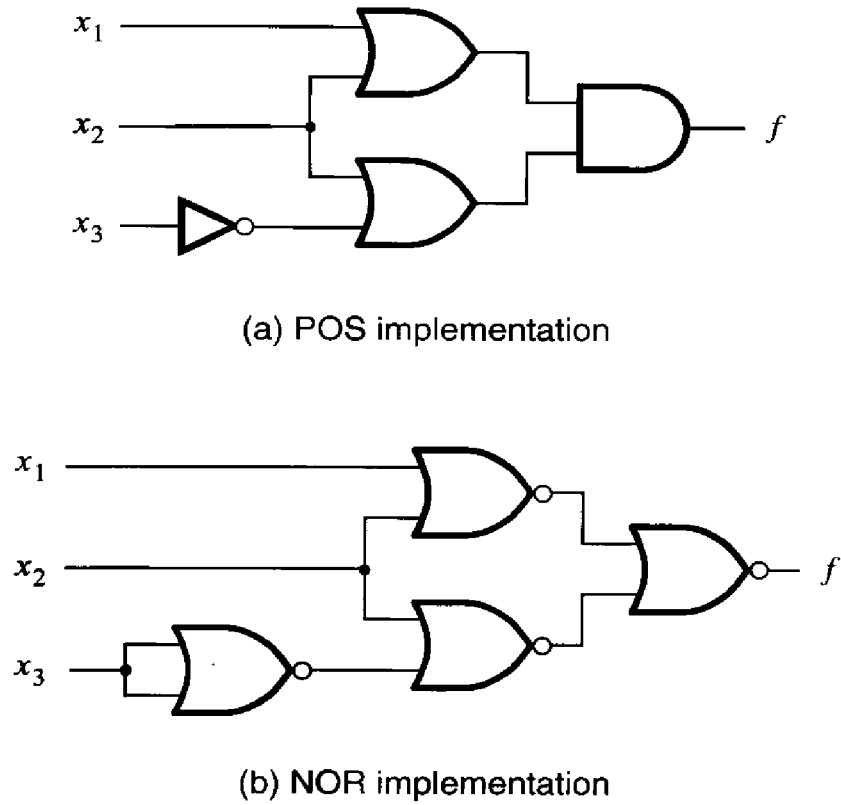 x1
x2
f
x3
(a) POS implementation
x1
x2
f
x3
(b) NOR implementation